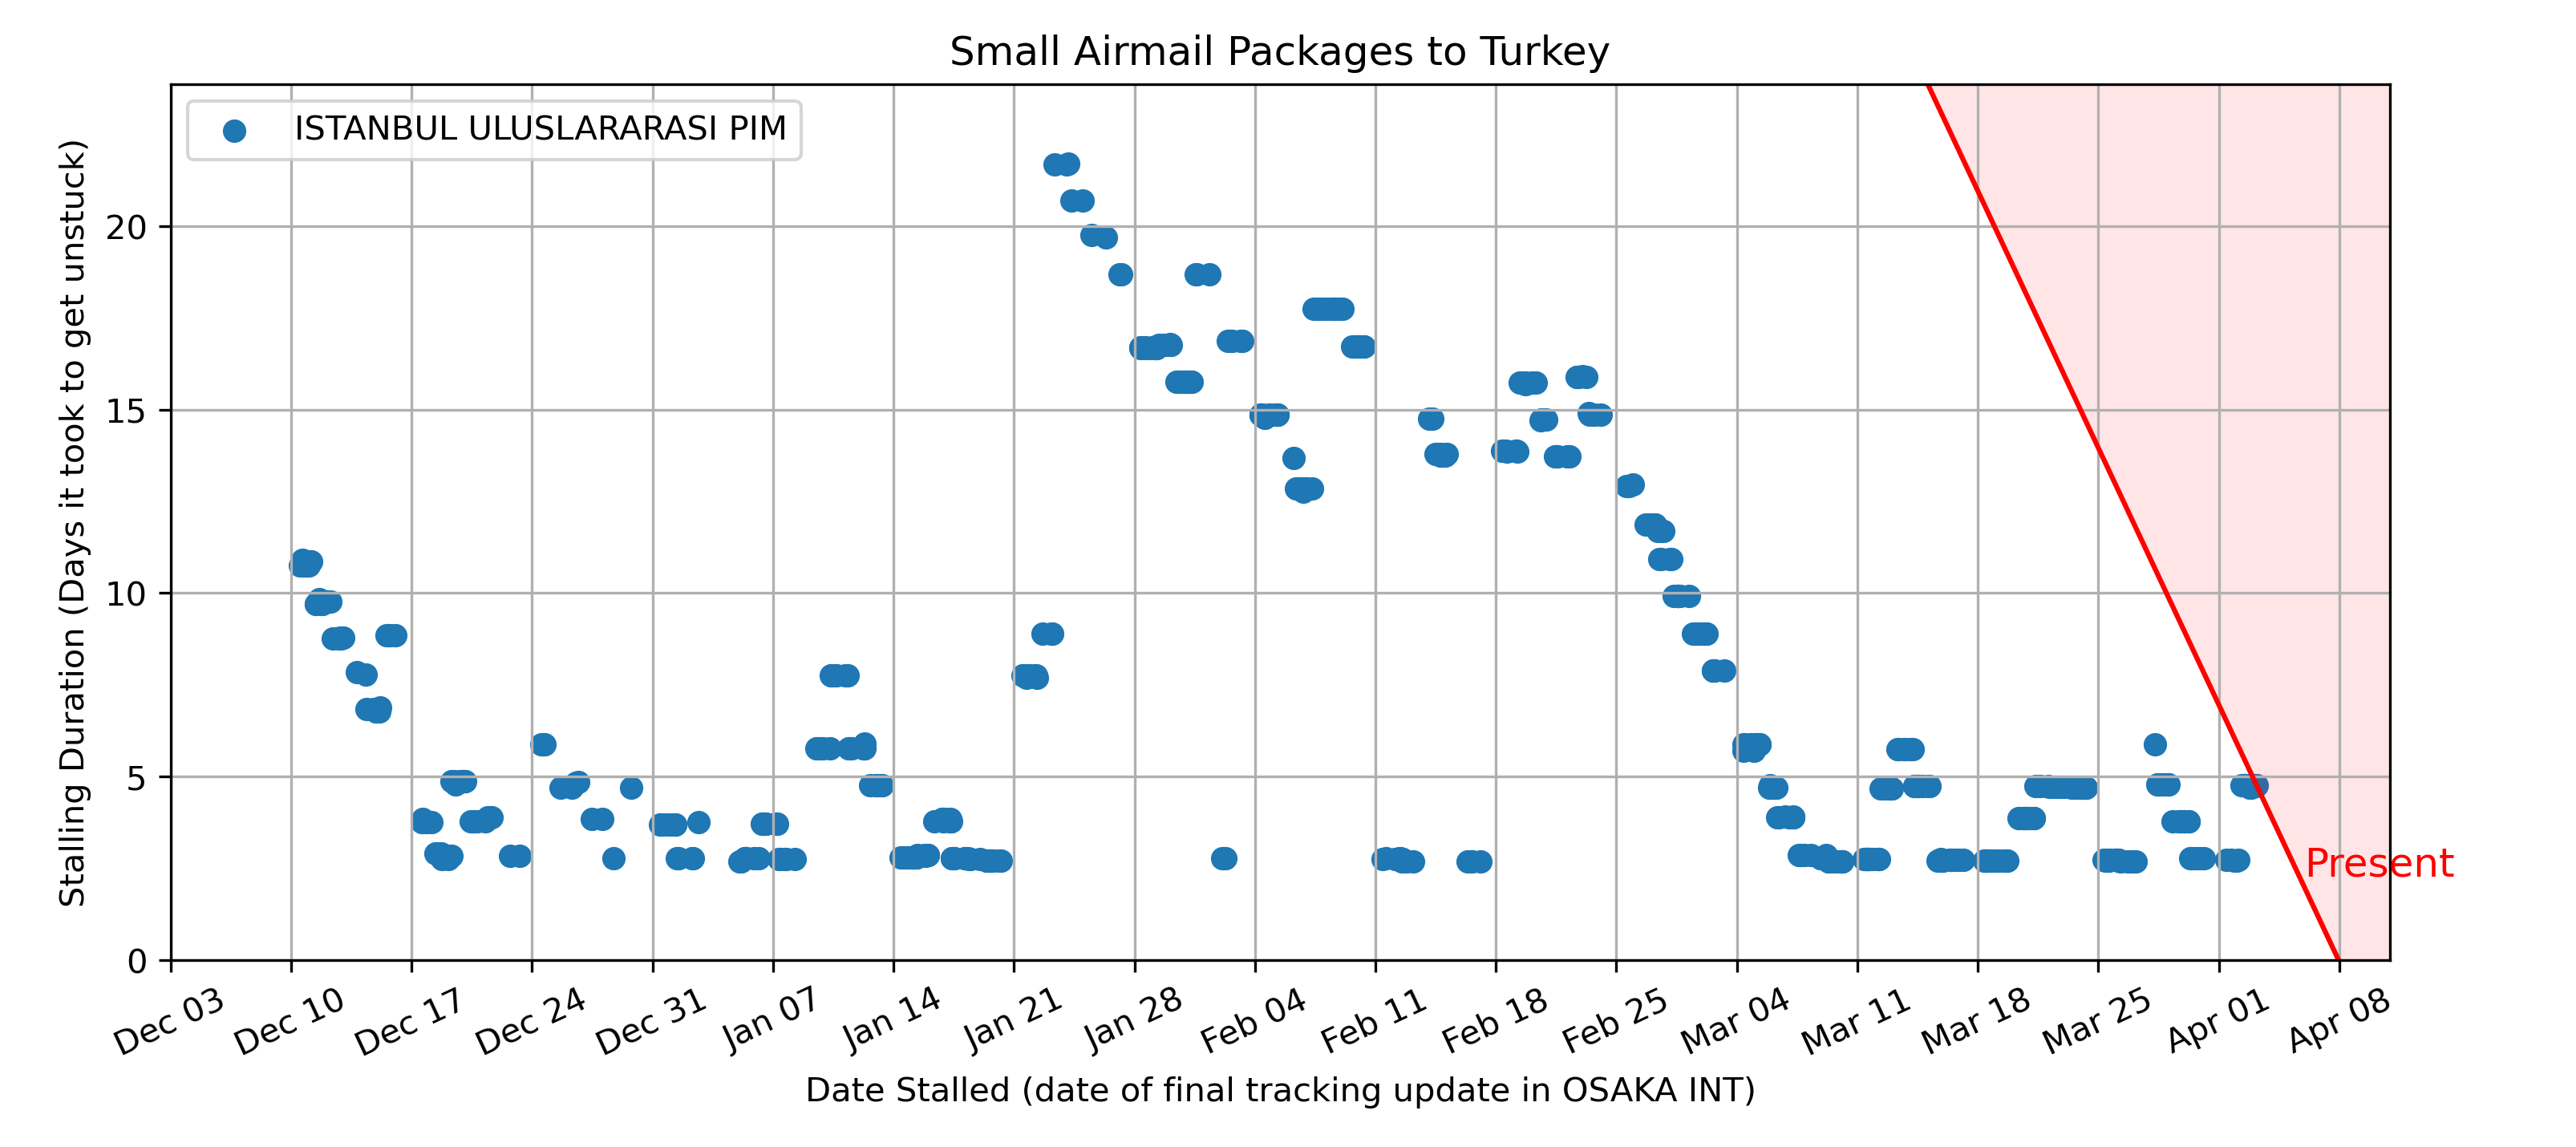 Small Airmail Packages to Turkey
ISTANBUL ULUSLARARASI PIM
Stalling Duration (Days it took to get unstuck)
20
15
10
5
0
Present
Dec 03
Dec 10
Dec 17
Dec 24
Dec 31
Jan 07
Jan 14
Jan 21
Jan 28
Feb 04
Feb 11
Feb 18
Feb 25
Mar 04
Mar 11
Mar 18
Mar 25
Apr 01
Apr 08
Date Stalled (date of final tracking update in OSAKA INT)